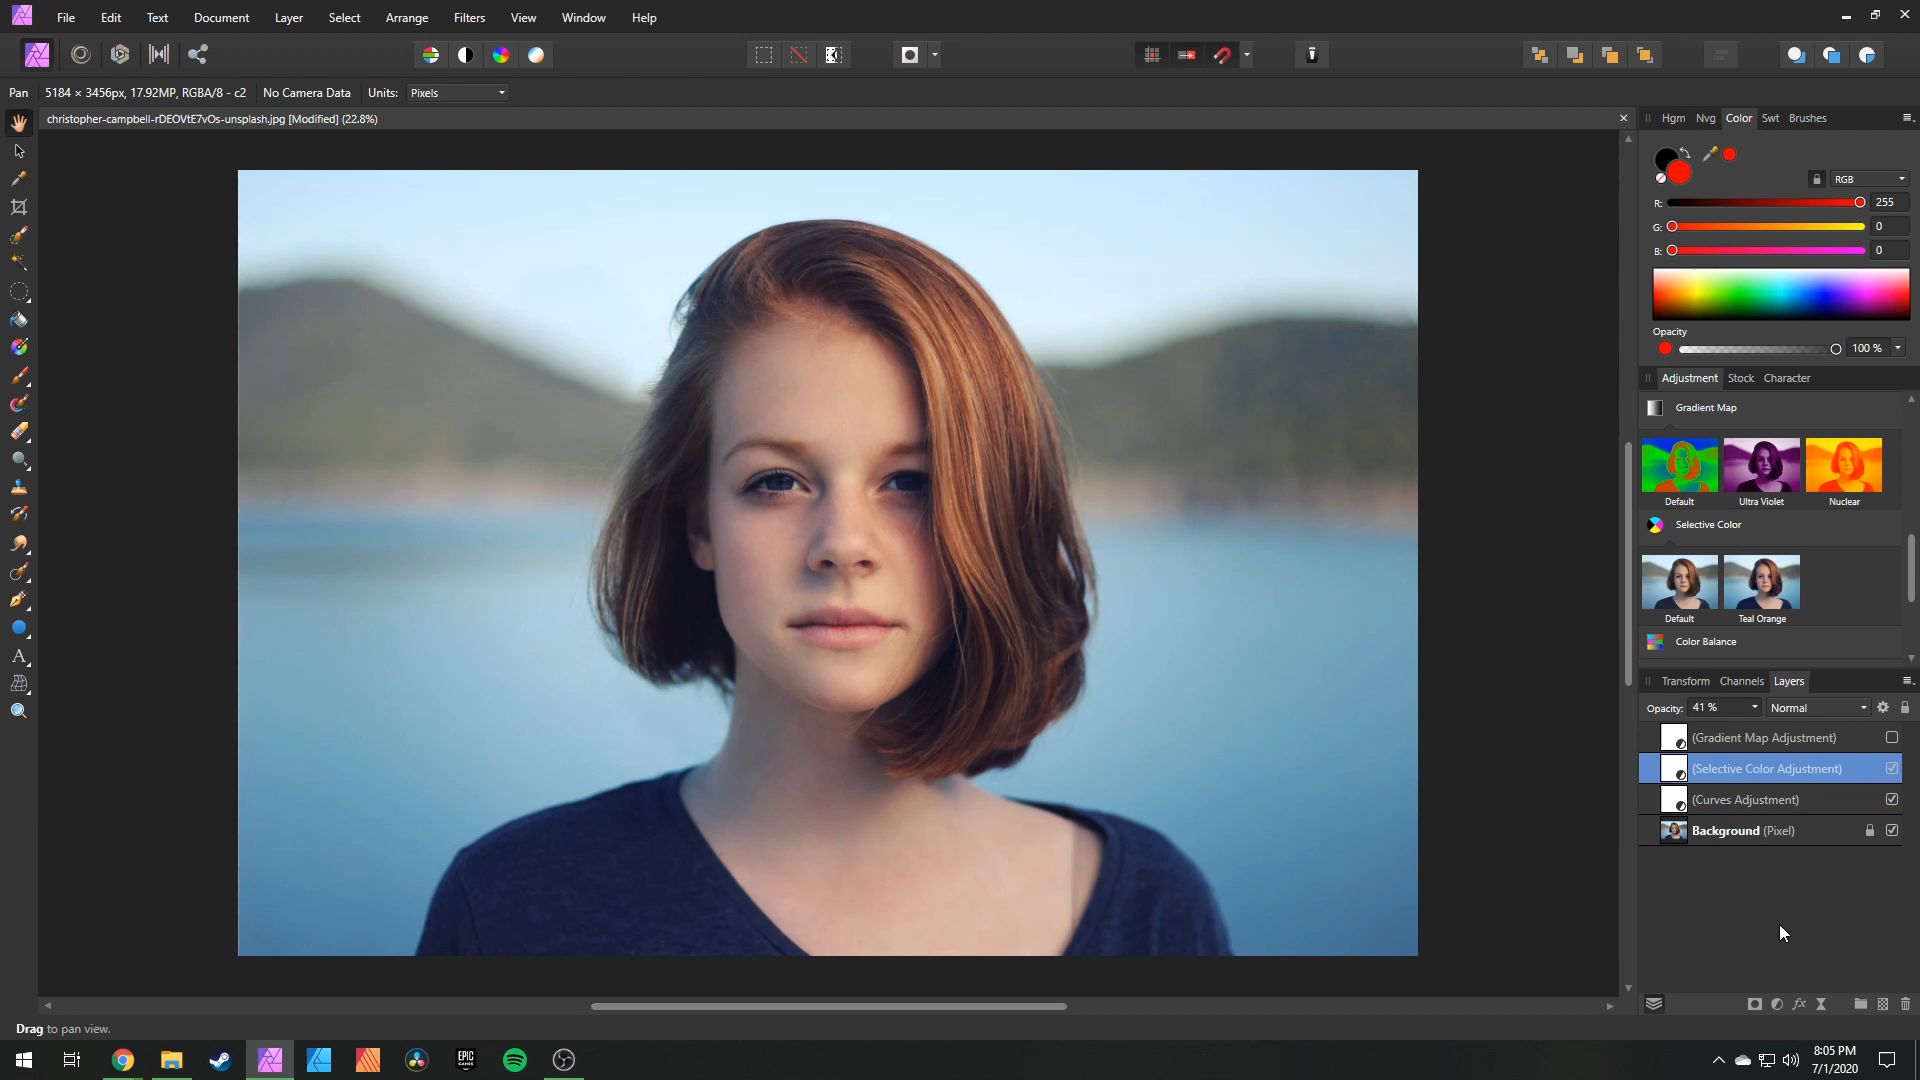 File Edit Text Document Layer Select Arrange Filters View Window Help
Pan 5184 × 3456px, 17.92MP, RGBA/8 - c2 No Camera Data Units: Pixels
christopher-campbell-rDEOVtE7vOs-unsplash.jpg [Modified] (22.8%)
Hgm Nvg Color Swt Brushes
RGB
R: 255
G: 0
B: 0
Opacity
100 %
Adjustment Stock Character
Gradient Map
Default Ultra Violet Nuclear
Selective Color
Default Teal Orange
Color Balance
Transform Channels Layers
Opacity: 41 % Normal
(Gradient Map Adjustment)
(Selective Color Adjustment)
(Curves Adjustment)
Background (Pixel)
Drag to pan view.
EPIC GAMES
8:05 PM
7/1/2020